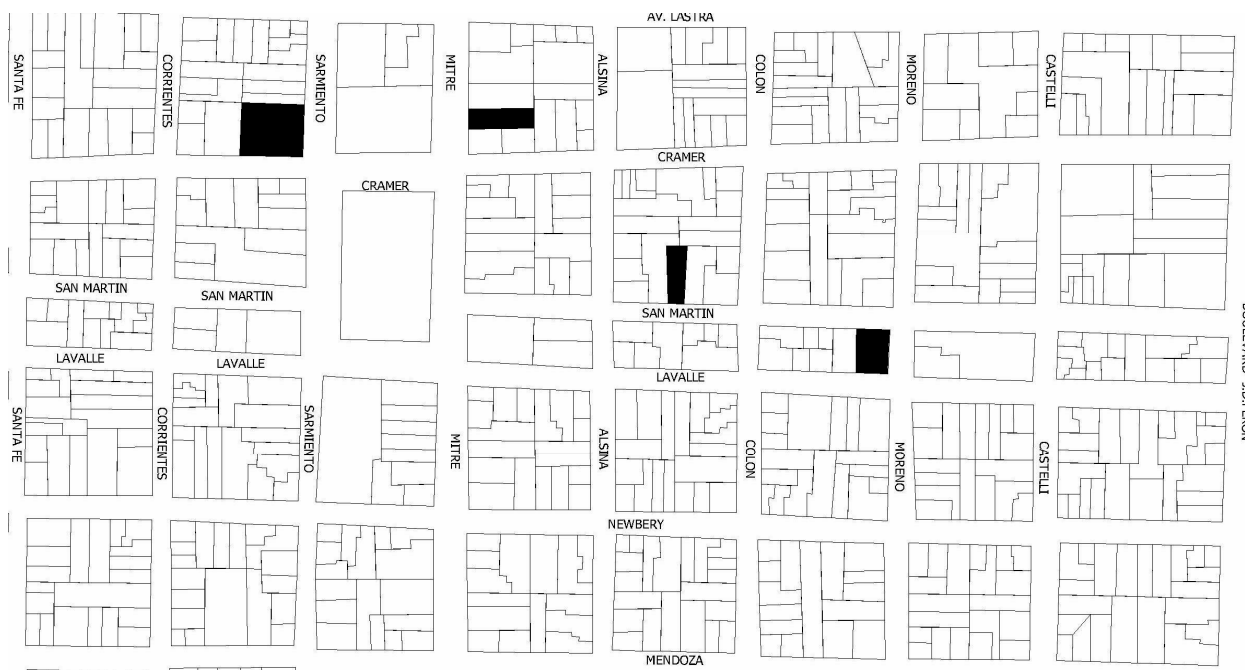 AV. LASTRA
SANTA FE
CORRIENTES
SARMIENTO
MITRE
ALSINA
COLON
MORENO
CASTELLI
CRAMER
CRAMER
SAN MARTIN
SAN MARTIN
SAN MARTIN
LAVALLE
LAVALLE
LAVALLE
SANTA FE
CORRIENTES
SARMIENTO
MITRE
ALSINA
COLON
MORENO
CASTELLI
NEWBERY
MENDOZA